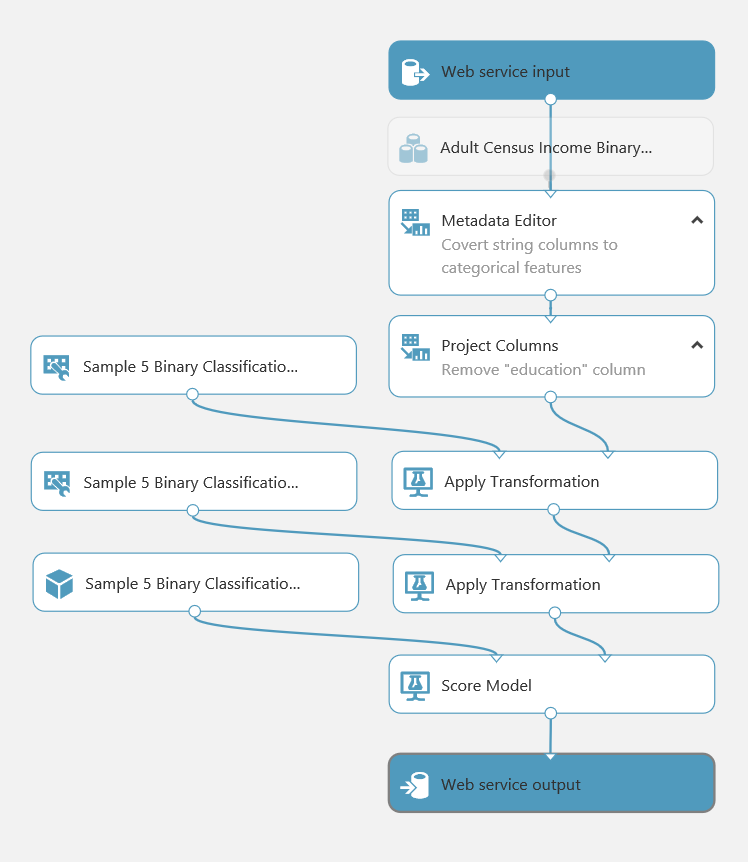 Web service input
Adult Census Income Binary...
Metadata Editor
Covert string columns to
categorical features
Project Columns
Remove "education" column
Sample 5 Binary Classificatio...
Apply Transformation
Sample 5 Binary Classificatio...
Apply Transformation
Sample 5 Binary Classificatio...
Score Model
Web service output